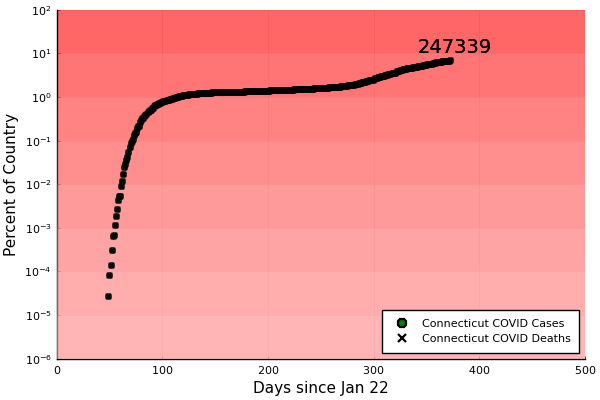 10²
10¹
10⁰
10⁻¹
10⁻²
10⁻³
10⁻⁴
10⁻⁵
10⁻⁶
Percent of Country
247339
Connecticut COVID Cases
Connecticut COVID Deaths
0 100 200 300 400 500
Days since Jan 22